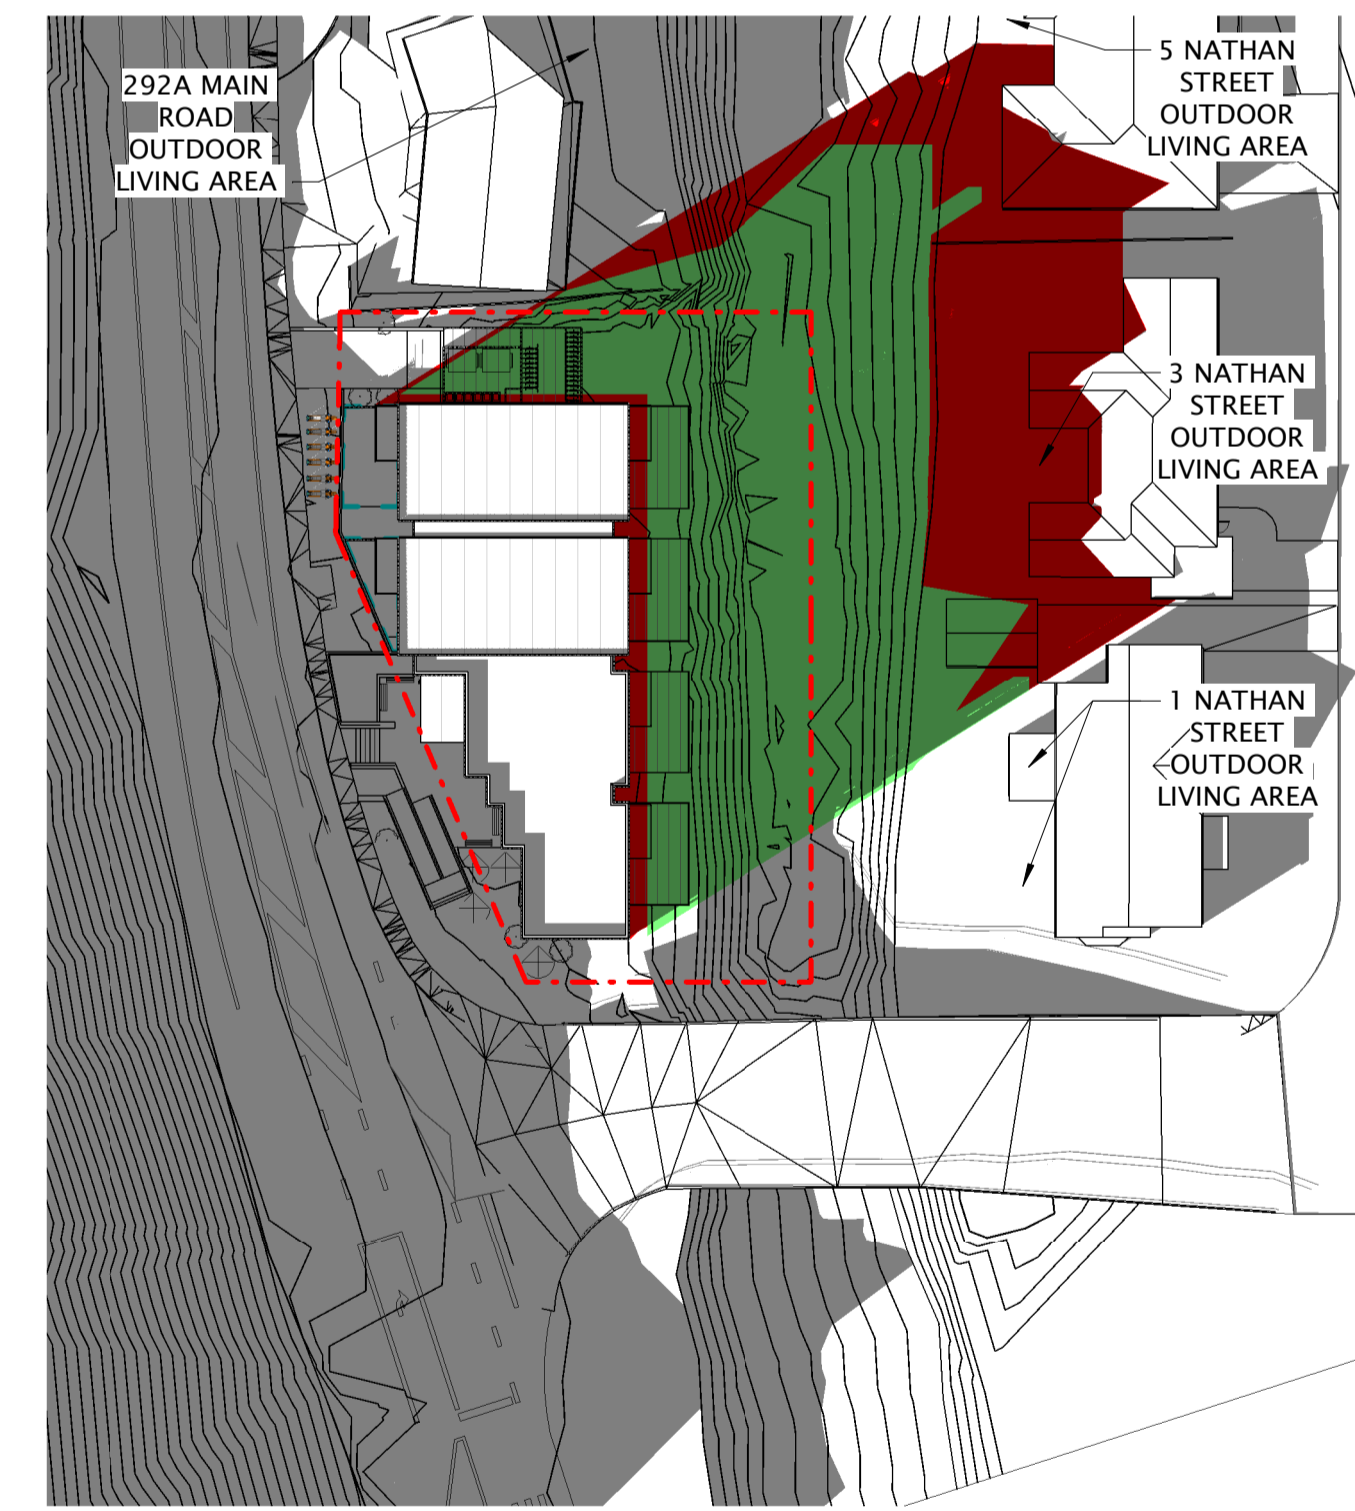 292A MAIN
ROAD
OUTDOOR
LIVING AREA
5 NATHAN
STREET
OUTDOOR
LIVING AREA
3 NATHAN
STREET
OUTDOOR
LIVING AREA
1 NATHAN
STREET
OUTDOOR
LIVING AREA